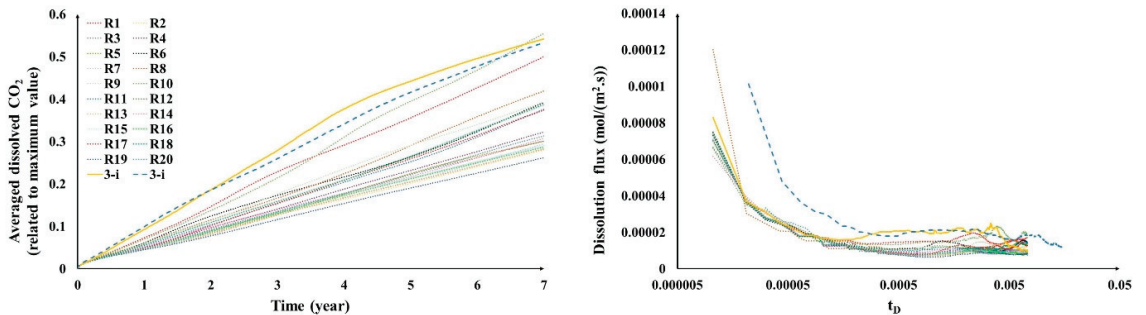 0.6
0.5
0.4
0.3
0.2
0.1
0
Averaged dissolved CO2
(related to maximum value)
R1 R2
R3 R4
R5 R6
R7 R8
R9 R10
R11 R12
R13 R14
R15 R16
R17 R18
R19 R20
3-i 3-i
0 1 2 3 4 5 6 7
Time (year)
0.00014
0.00012
0.0001
0.00008
0.00006
0.00004
0.00002
0
Dissolution flux (mol/(m2.s))
0.000005 0.00005 0.0005 0.005 0.05
tD